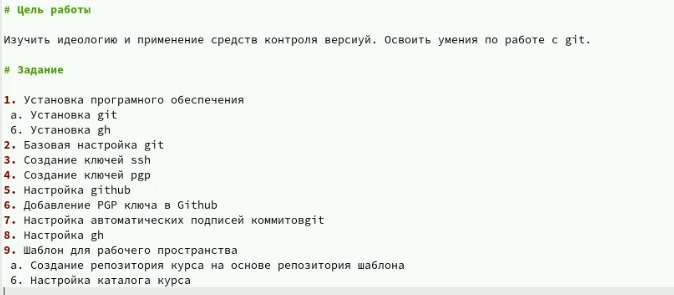 # Цель работы
Изучить идеологию и применение средств контроля версиуй. Освоить умения по работе с git.
# Задание
1. Установка програмного обеспечения
а. Установка git
б. Установка gh
2. Базовая настройка git
3. Создание ключей ssh
4. Создание ключей pgp
5. Настройка github
6. Добавление PGP ключа в Github
7. Настройка автоматических подписей коммитовgit
8. Настройка gh
9. Шаблон для рабочего пространства
а. Создание репозитория курса на основе репозитория шаблона
б. Настройка каталога курса